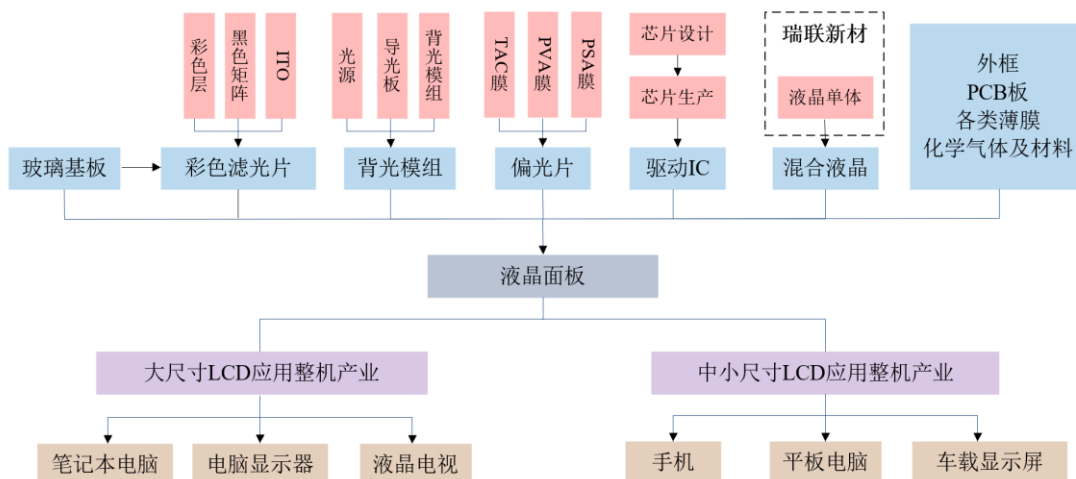 彩色层
黑色矩阵
ITO
光源
导光板
背光模组
TAC膜
PVA膜
PSA膜
芯片设计
芯片生产
瑞联新材
液晶单体
外框
PCB板
各类薄膜
化学气体及材料
玻璃基板
彩色滤光片
背光模组
偏光片
驱动IC
混合液晶
液晶面板
大尺寸LCD应用整机产业
中小尺寸LCD应用整机产业
笔记本电脑
电脑显示器
液晶电视
手机
平板电脑
车载显示屏